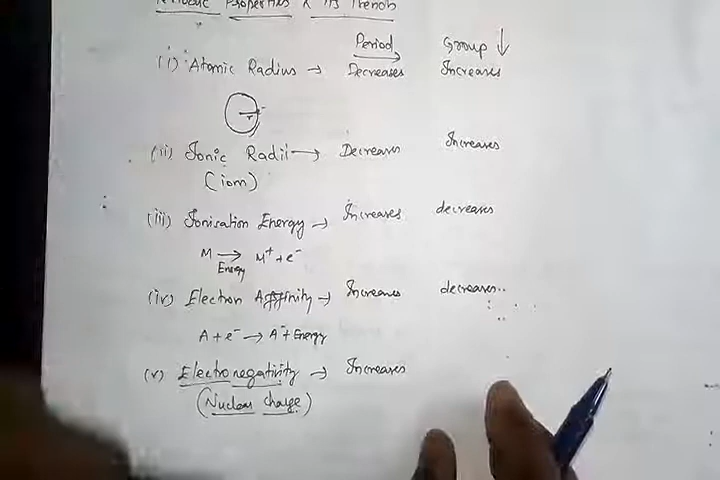 Periodic Properties & its Trends
Period Group ↓
(i) Atomic Radius → Decreases Increases
r e-
(ii) Ionic Radii → Decreases Increases
(ion)
(iii) Ionization Energy → Increases decreases
M → M⁺ + e⁻
Energy
(iv) Electron Affinity → Increases decreases..
A + e⁻ → A⁻ + Energy
(v) Electronegativity → Increases
(Nuclear charge)